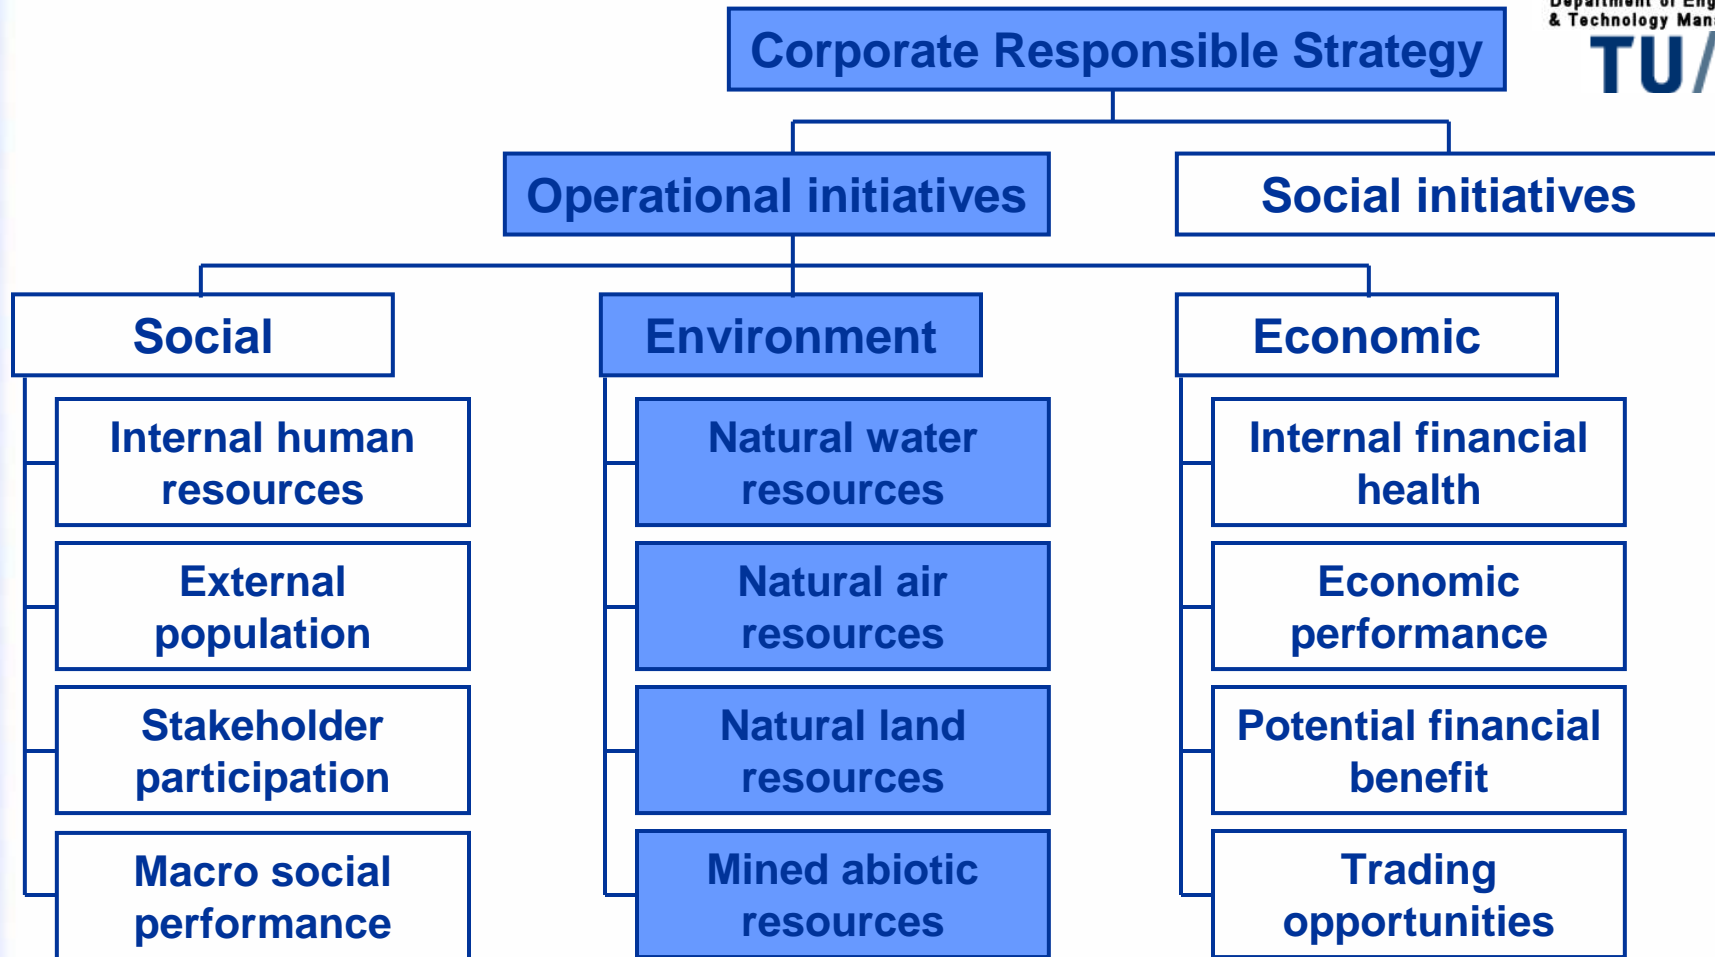 Department of
& Technology
TU/
Corporate Responsible Strategy
Operational initiatives
Social initiatives
Social
Environment
Economic
Internal human
resources
External
population
Stakeholder
participation
Macro social
performance
Natural water
resources
Natural air
resources
Natural land
resources
Mined abiotic
resources
Internal financial
health
Economic
performance
Potential financial
benefit
Trading
opportunities